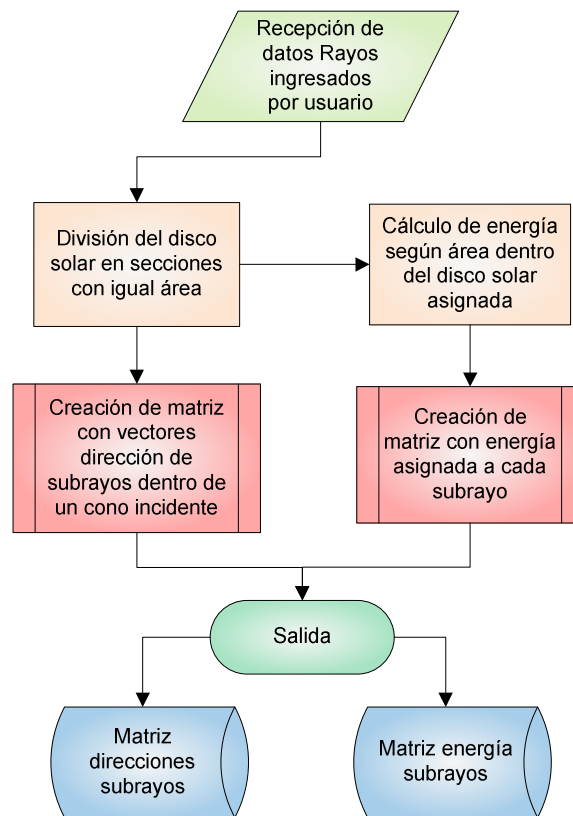 Recepción de
datos Rayos
ingresados
por usuario
División del disco
solar en secciones
con igual área
Cálculo de energía
según área dentro
del disco solar
asignada
Creación de matriz
con vectores
dirección de
subrayos dentro de
un cono incidente
Creación de
matriz con energía
asignada a cada
subrayo
Salida
Matriz
direcciones
subrayos
Matriz energía
subrayos